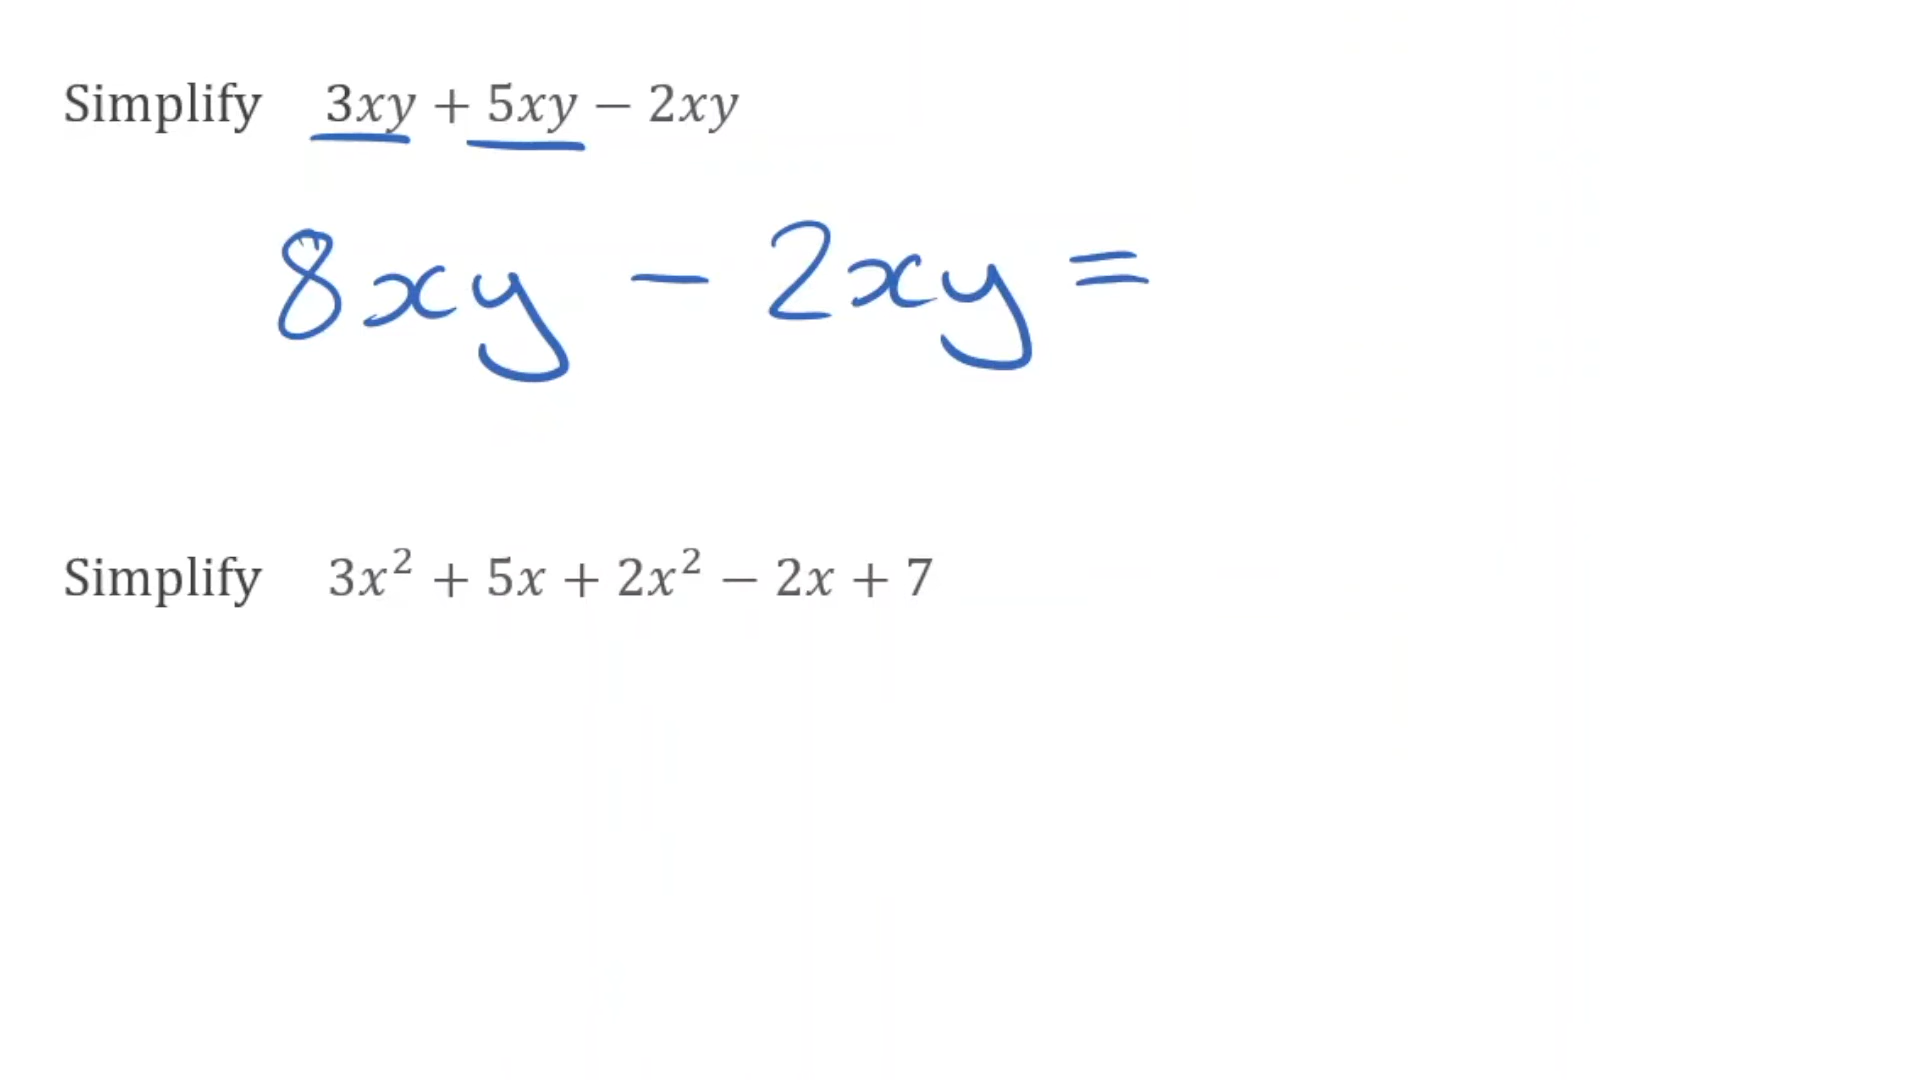 Simplify 3xy + 5xy − 2xy
8xy − 2xy =
Simplify 3x² + 5x + 2x² − 2x + 7